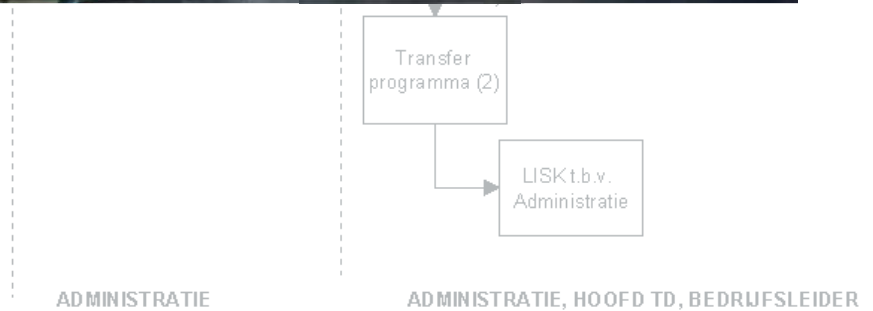 Transfer
programma (2)
LISK t.b.v.
Administratie
ADMINISTRATIE
ADMINISTRATIE, HOOFD TD, BEDRIJFSLEIDER